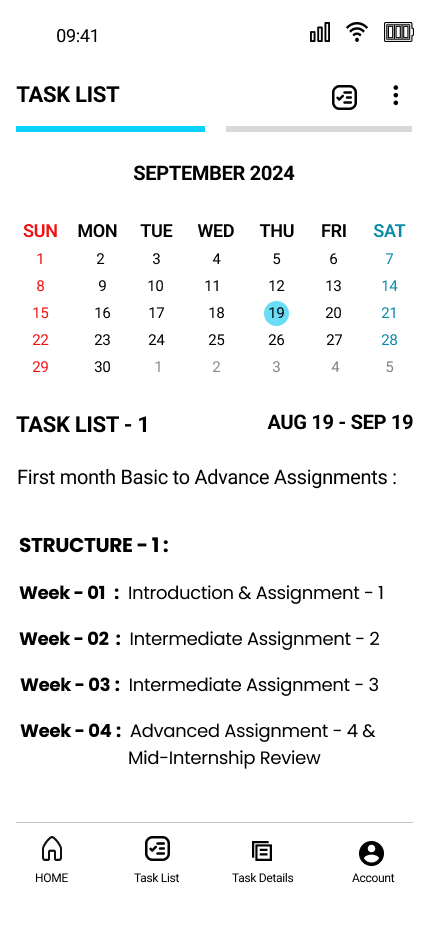 09:41
TASK LIST
SEPTEMBER 2024
SUN MON TUE WED THU FRI SAT
1 2 3 4 5 6 7
8 9 10 11 12 13 14
15 16 17 18 19 20 21
22 23 24 25 26 27 28
29 30 1 2 3 4 5
TASK LIST - 1 AUG 19 - SEP 19
First month Basic to Advance Assignments :
STRUCTURE - 1 :
Week - 01 : Introduction & Assignment - 1
Week - 02 : Intermediate Assignment - 2
Week - 03 : Intermediate Assignment - 3
Week - 04 : Advanced Assignment - 4 &
Mid-Internship Review
HOME Task List Task Details Account